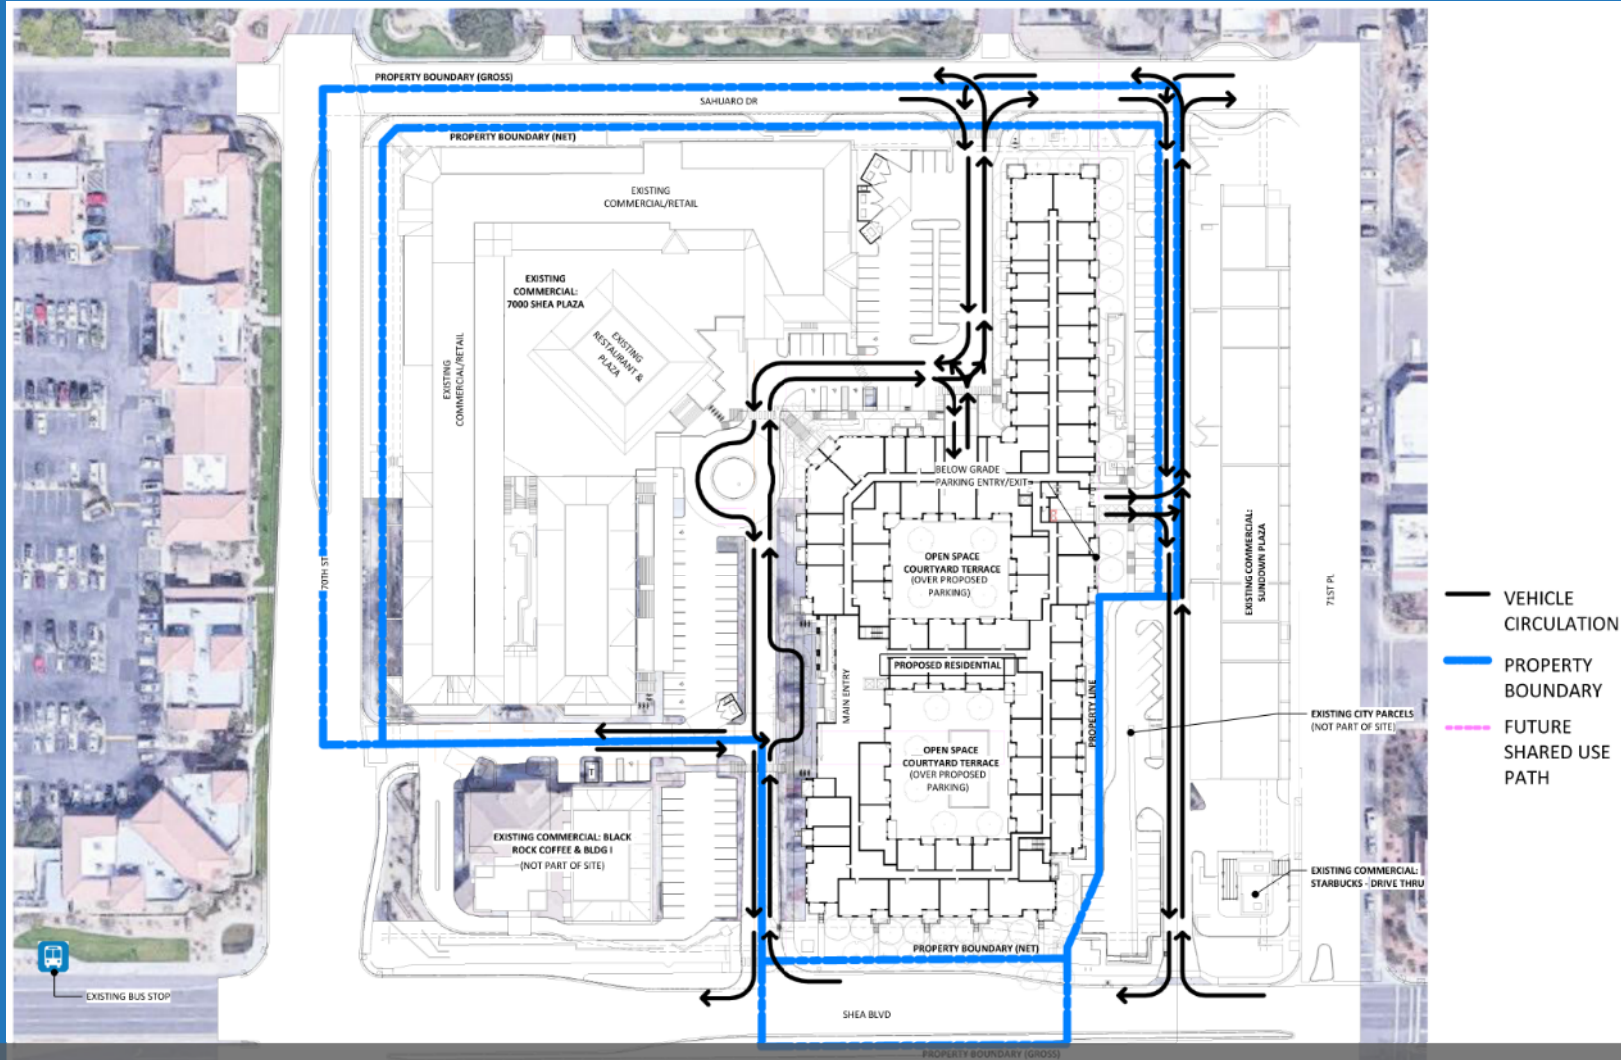 PROPERTY BOUNDARY (GROSS)
SAHUARO DR
PROPERTY BOUNDARY (NET)
EXISTING
COMMERCIAL/RETAIL
EXISTING
COMMERCIAL:
7000 SHEA PLAZA
EXISTING
RESTAURANT &
PLAZA
EXISTING
COMMERCIAL/RETAIL
BELOW GRADE
PARKING ENTRY/EXIT
70TH ST
OPEN SPACE
COURTYARD TERRACE
(OVER PROPOSED
PARKING)
EXISTING COMMERCIAL:
SUNDOWN PLAZA
71ST PL
VEHICLE
CIRCULATION
PROPERTY
BOUNDARY
FUTURE
SHARED USE
PATH
PROPOSED RESIDENTIAL
MAIN ENTRY
PROPERTY LINE
EXISTING CITY PARCELS
(NOT PART OF SITE)
OPEN SPACE
COURTYARD TERRACE
(OVER PROPOSED
PARKING)
EXISTING COMMERCIAL: BLACK
ROCK COFFEE & BLDG I
(NOT PART OF SITE)
EXISTING COMMERCIAL:
STARBUCKS - DRIVE THRU
PROPERTY BOUNDARY (NET)
EXISTING BUS STOP
SHEA BLVD
PROPERTY BOUNDARY (GROSS)